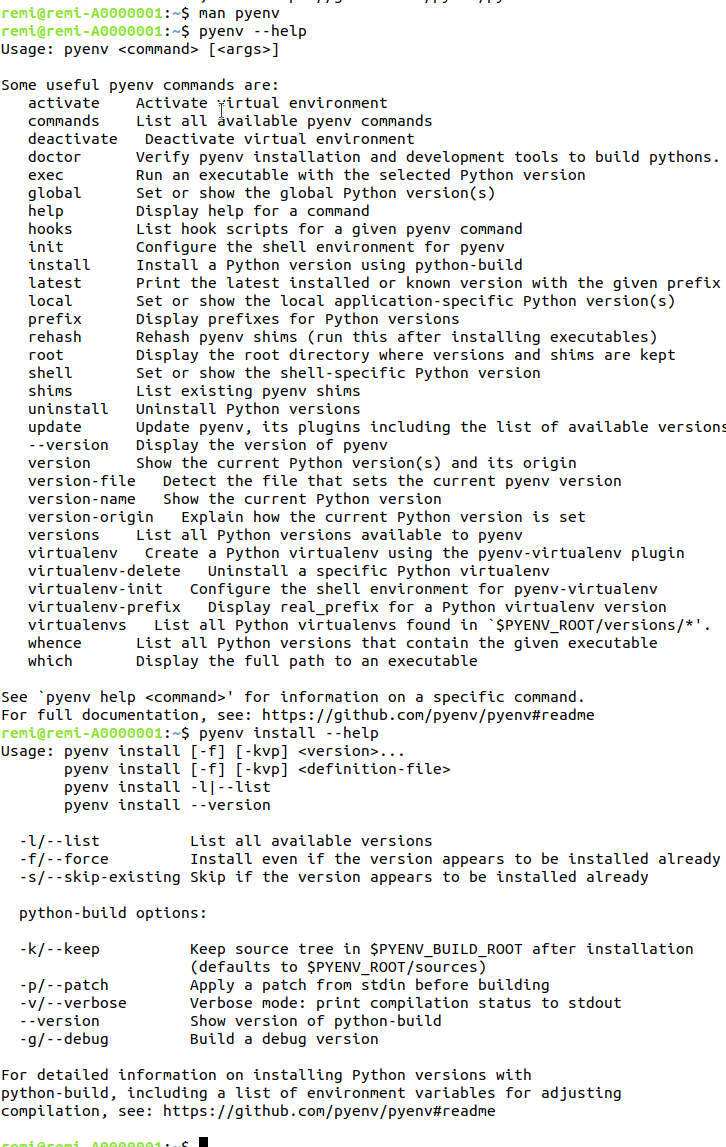 remi@remi-A0000001:~$ man pyenv
remi@remi-A0000001:~$ pyenv --help
Usage: pyenv <command> [<args>]
Some useful pyenv commands are:
activate    Activate virtual environment
commands    List all available pyenv commands
deactivate   Deactivate virtual environment
doctor      Verify pyenv installation and development tools to build pythons.
exec        Run an executable with the selected Python version
global      Set or show the global Python version(s)
help        Display help for a command
hooks       List hook scripts for a given pyenv command
init        Configure the shell environment for pyenv
install     Install a Python version using python-build
latest      Print the latest installed or known version with the given prefix
local       Set or show the local application-specific Python version(s)
prefix      Display prefixes for Python versions
rehash      Rehash pyenv shims (run this after installing executables)
root        Display the root directory where versions and shims are kept
shell       Set or show the shell-specific Python version
shims       List existing pyenv shims
uninstall   Uninstall Python versions
update      Update pyenv, its plugins including the list of available versions
--version   Display the version of pyenv
version     Show the current Python version(s) and its origin
version-file   Detect the file that sets the current pyenv version
version-name   Show the current Python version
version-origin   Explain how the current Python version is set
versions    List all Python versions available to pyenv
virtualenv   Create a Python virtualenv using the pyenv-virtualenv plugin
virtualenv-delete   Uninstall a specific Python virtualenv
virtualenv-init   Configure the shell environment for pyenv-virtualenv
virtualenv-prefix   Display real_prefix for a Python virtualenv version
virtualenvs   List all Python virtualenvs found in `$PYENV_ROOT/versions/*'.
whence      List all Python versions that contain the given executable
which       Display the full path to an executable
See `pyenv help <command>' for information on a specific command.
For full documentation, see: https://github.com/pyenv/pyenv#readme
remi@remi-A0000001:~$ pyenv install --help
Usage: pyenv install [-f] [-kvp] <version>...
pyenv install [-f] [-kvp] <definition-file>
pyenv install -l|--list
pyenv install --version
-l/--list          List all available versions
-f/--force         Install even if the version appears to be installed already
-s/--skip-existing Skip if the version appears to be installed already
python-build options:
-k/--keep          Keep source tree in $PYENV_BUILD_ROOT after installation
(defaults to $PYENV_ROOT/sources)
-p/--patch         Apply a patch from stdin before building
-v/--verbose       Verbose mode: print compilation status to stdout
--version          Show version of python-build
-g/--debug         Build a debug version
For detailed information on installing Python versions with
python-build, including a list of environment variables for adjusting
compilation, see: https://github.com/pyenv/pyenv#readme
remi@remi-A0000001:~$